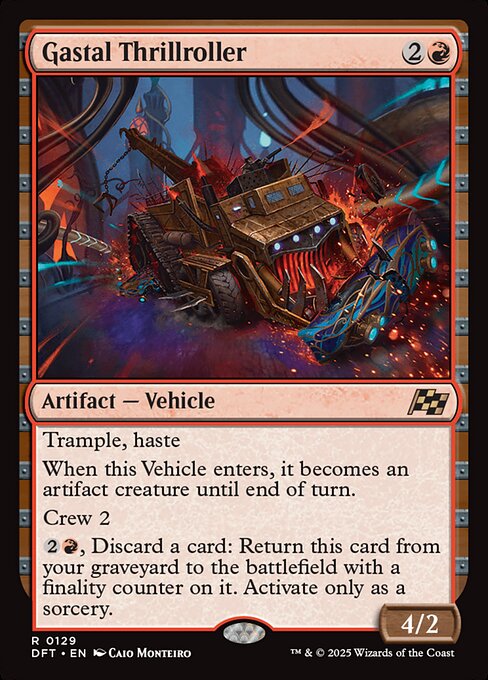 Gastal Thrillroller 2
Artifact — Vehicle
Trample, haste
When this Vehicle enters, it becomes an
artifact creature until end of turn.
Crew 2
2, Discard a card: Return this card from
your graveyard to the battlefield with a
finality counter on it. Activate only as a
sorcery.
4/2
R 0129
DFT • EN Caio Monteiro
™ & © 2025 Wizards of the Coast